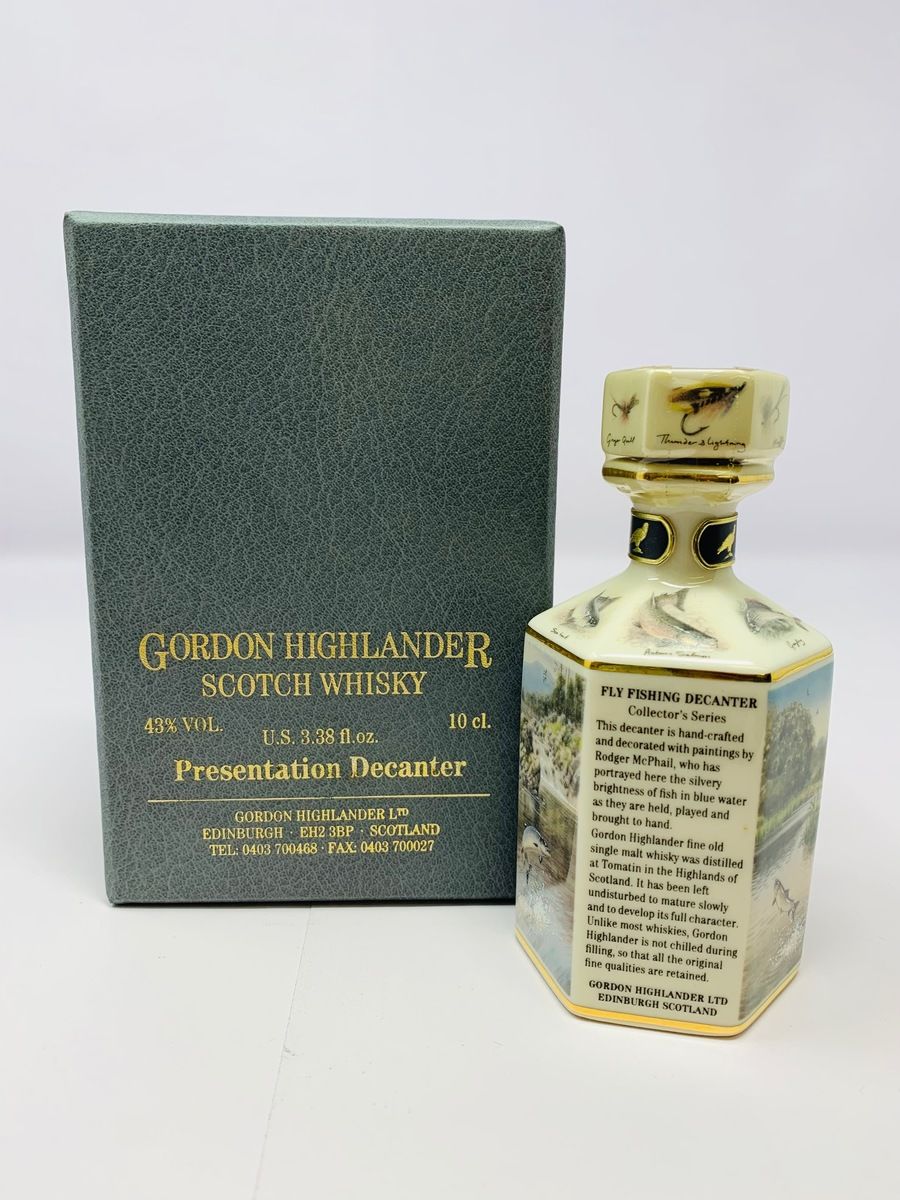 GORDON HIGHLANDER
SCOTCH WHISKY
43% VOL.
10 cl.
U.S. 3.38 fl.oz.
Presentation Decanter
GORDON HIGHLANDER LTD
EDINBURGH · EH2 3BP · SCOTLAND
TEL: 0403 700468 · FAX: 0403 700027
Thunder & lightning
FLY FISHING DECANTER
Collector's Series
This decanter is hand-crafted
and decorated with paintings by
Rodger McPhail, who has
portrayed here the silvery
brightness of fish in blue water
as they are held, played and
brought to hand.
Gordon Highlander fine old
single malt whisky was distilled
at Tomatin in the Highlands of
Scotland. It has been left
undisturbed to mature slowly
and to develop its full character.
Unlike most whiskies, Gordon
Highlander is not chilled during
filling, so that all the original
fine qualities are retained.
GORDON HIGHLANDER LTD
EDINBURGH SCOTLAND